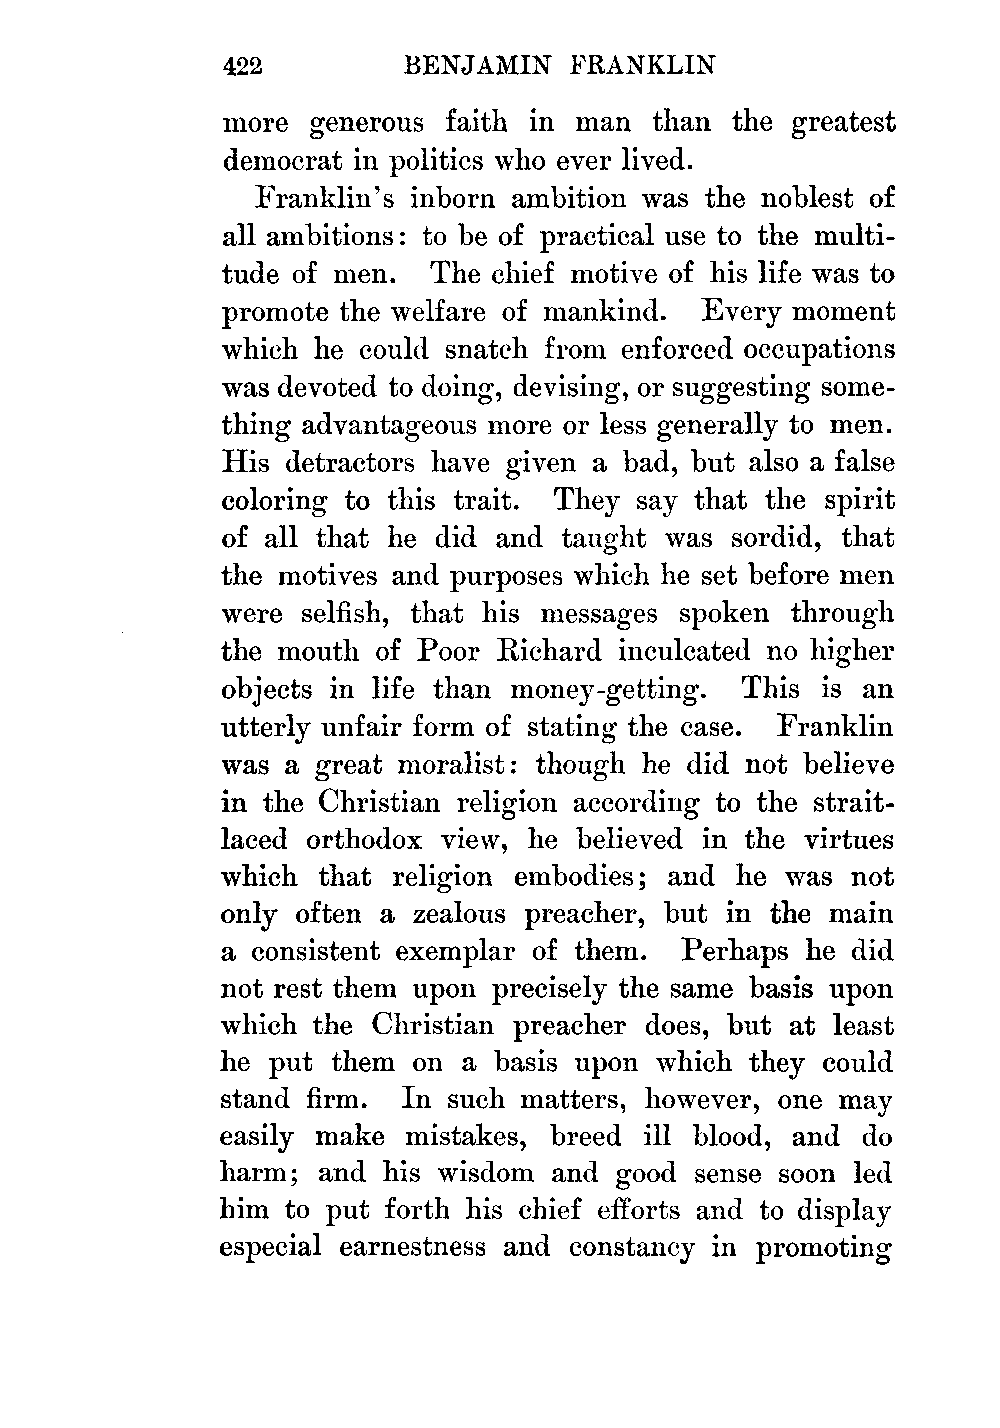 422 BENJAMIN FRANKLIN
more generous faith in man than the greatest
democrat in politics who ever lived.
Franklin's inborn ambition was the noblest of
all ambitions: to be of practical use to the multi-
tude of men. The chief motive of his life was to
promote the welfare of mankind. Every moment
which he could snatch from enforced occupations
was devoted to doing, devising, or suggesting some-
thing advantageous more or less generally to men.
His detractors have given a bad, but also a false
coloring to this trait. They say that the spirit
of all that he did and taught was sordid, that
the motives and purposes which he set before men
were selfish, that his messages spoken through
the mouth of Poor Richard inculcated no higher
objects in life than money-getting. This is an
utterly unfair form of stating the case. Franklin
was a great moralist: though he did not believe
in the Christian religion according to the strait-
laced orthodox view, he believed in the virtues
which that religion embodies; and he was not
only often a zealous preacher, but in the main
a consistent exemplar of them. Perhaps he did
not rest them upon precisely the same basis upon
which the Christian preacher does, but at least
he put them on a basis upon which they could
stand firm. In such matters, however, one may
easily make mistakes, breed ill blood, and do
harm; and his wisdom and good sense soon led
him to put forth his chief efforts and to display
especial earnestness and constancy in promoting